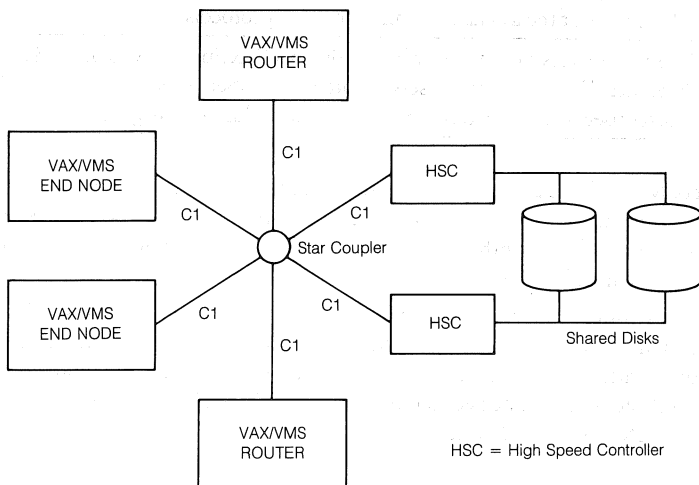 VAX/VMS
ROUTER
C1
VAX/VMS
END NODE
C1
HSC
C1
Star Coupler
VAX/VMS
END NODE
C1
C1
HSC
Shared Disks
C1
VAX/VMS
ROUTER
HSC = High Speed Controller